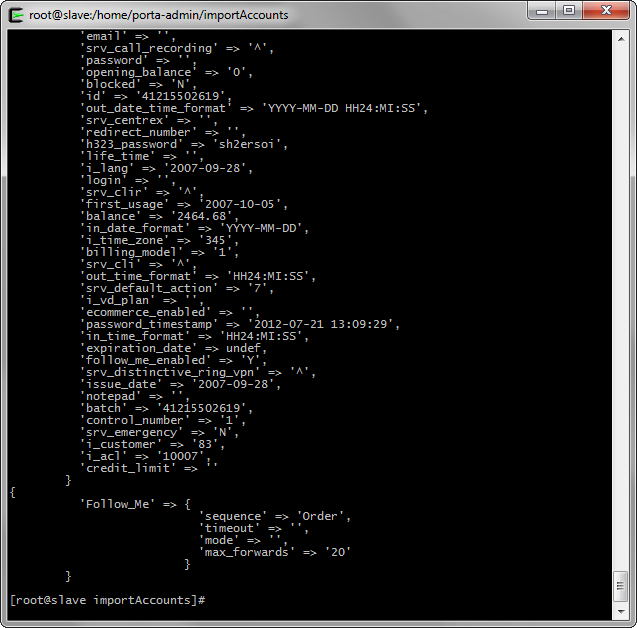 root@slave:/home/porta-admin/importAccounts
'email' => '',
'srv_call_recording' => '^',
'password' => '',
'opening_balance' => '0',
'blocked' => 'N',
'id' => '41215502619',
'out_date_time_format' => 'YYYY-MM-DD HH24:MI:SS',
'srv_centrex' => '',
'redirect_number' => '',
'h323_password' => 'sh2ersoi',
'life_time' => '',
'i_lang' => '2007-09-28',
'login' => '',
'srv_clir' => '^',
'first_usage' => '2007-10-05',
'balance' => '2464.68',
'in_date_format' => 'YYYY-MM-DD',
'i_time_zone' => '345',
'billing_model' => '1',
'srv_cli' => '^',
'out_time_format' => 'HH24:MI:SS',
'srv_default_action' => '7',
'i_vd_plan' => '',
'ecommerce_enabled' => '',
'password_timestamp' => '2012-07-21 13:09:29',
'in_time_format' => 'HH24:MI:SS',
'expiration_date' => undef,
'follow_me_enabled' => 'Y',
'srv_distinctive_ring_vpn' => '^',
'issue_date' => '2007-09-28',
'notepad' => '',
'batch' => '41215502619',
'control_number' => '1',
'srv_emergency' => 'N',
'i_customer' => '83',
'i_acl' => '10007',
'credit_limit' => ''
}
{
'Follow_Me' => {
'sequence' => 'Order',
'timeout' => '',
'mode' => '',
'max_forwards' => '20'
}
}
[root@slave importAccounts]#